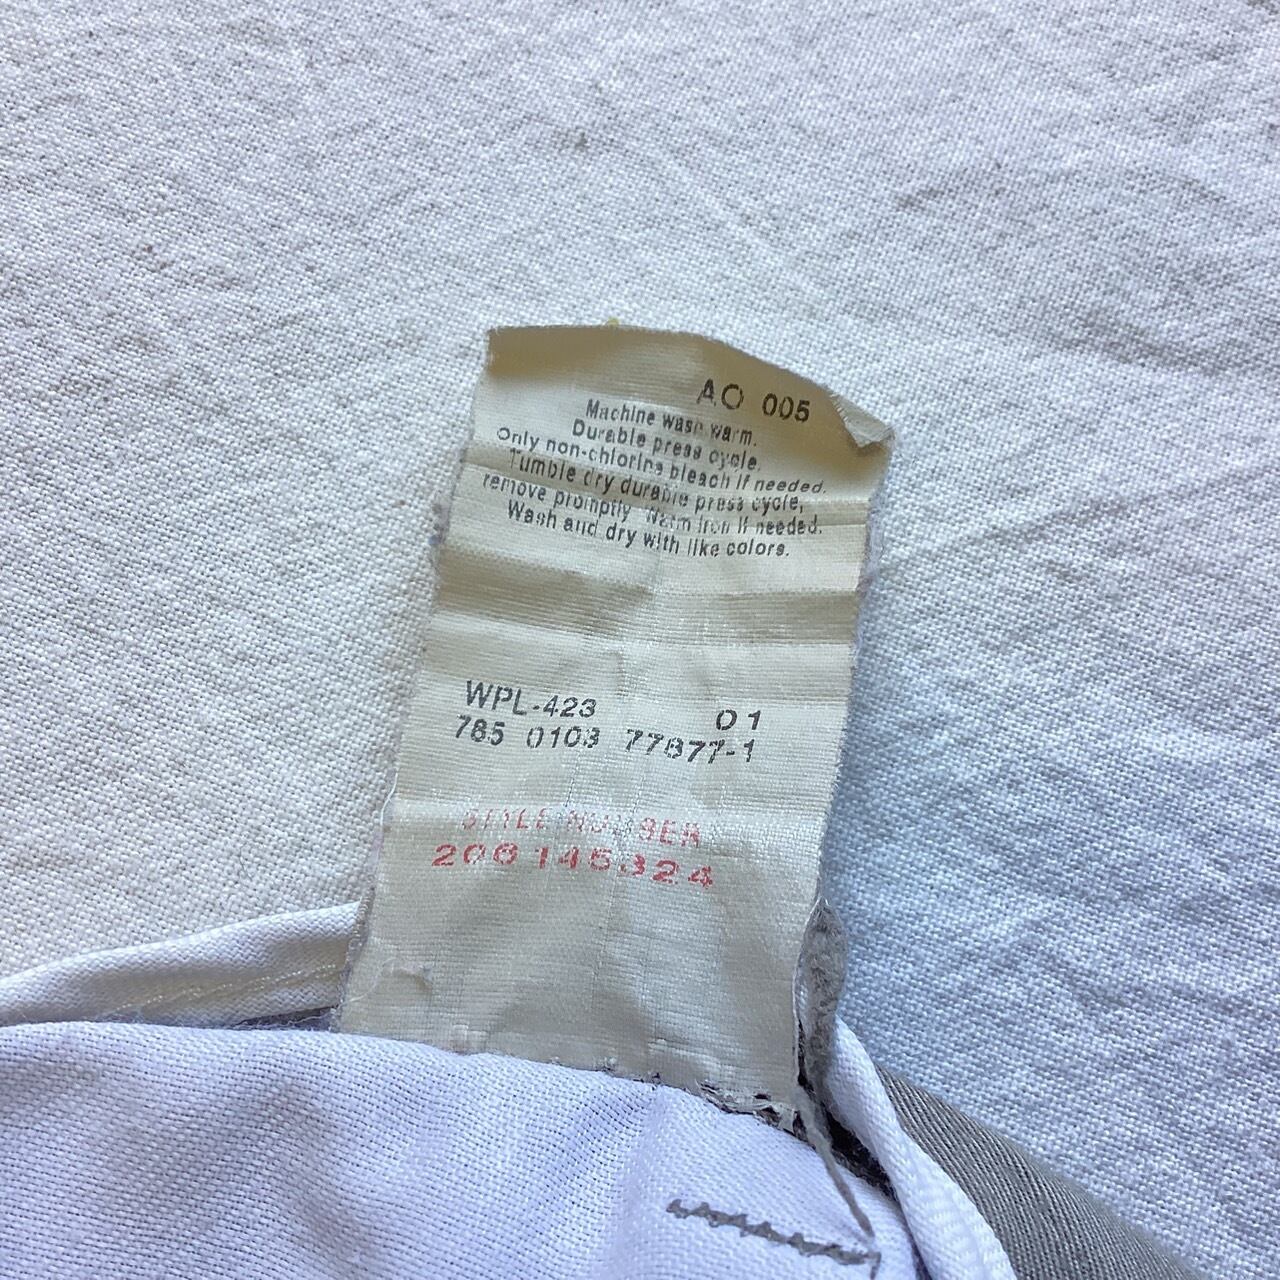 AO 005
Machine wash warm.
Durable press cycle.
Only non-chlorine bleach if needed.
Tumble dry durable press cycle,
remove promptly Warm iron if needed.
Wash and dry with like colors.
WPL-423 01
785 0103 77877-1
STYLE NUMBER
206145324